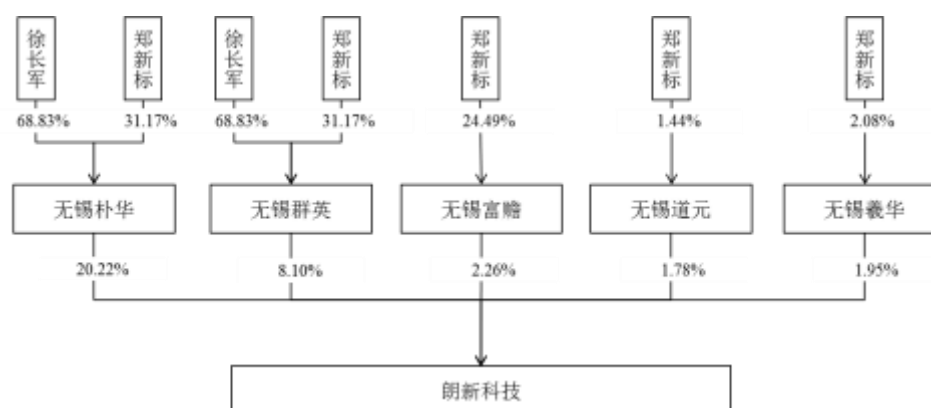 徐长军
郑新标
徐长军
郑新标
郑新标
郑新标
郑新标
68.83%
31.17%
68.83%
31.17%
24.49%
1.44%
2.08%
无锡朴华
无锡群英
无锡富赡
无锡道元
无锡羲华
20.22%
8.10%
2.26%
1.78%
1.95%
朗新科技